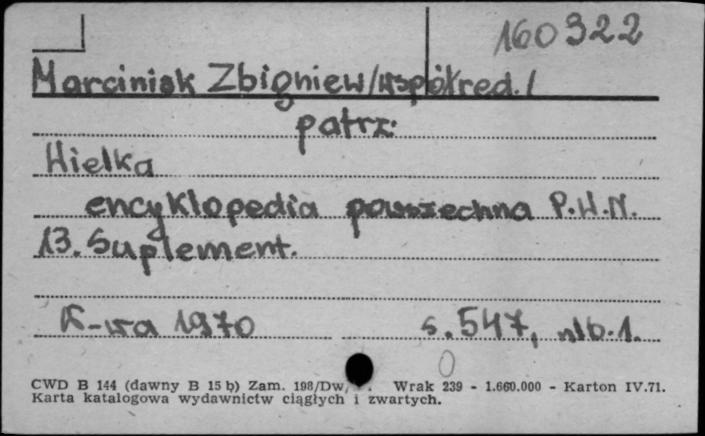 160322
Marciniak Zbigniew/współred./
patrz:
Wielka
encyklopedia powszechna P.W.N.
13. Suplement.
W-wa 1970 s. 547, nlb. 1.
CWD B 144 (dawny B 15 b) Zam. 198/Dw/ . Wrak 239 - 1.660.000 - Karton IV.71.
Karta katalogowa wydawnictw ciągłych i zwartych.